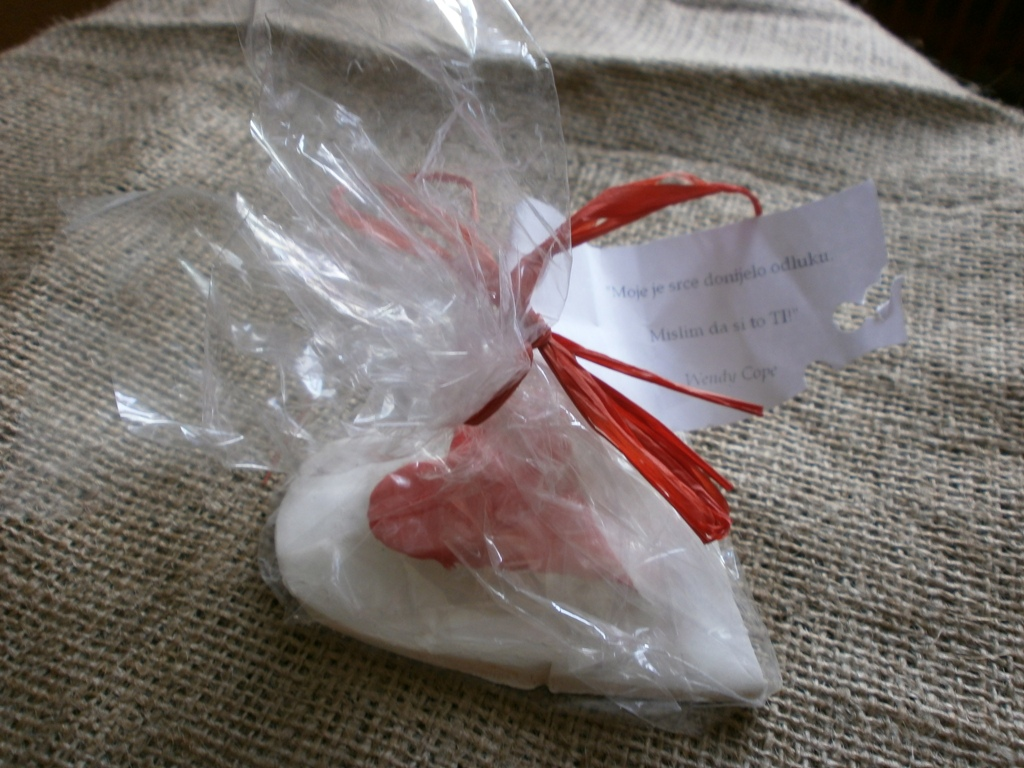 "Moje je srce donijelo odluku.
Mislim da si to TI!"
Wendy Cope